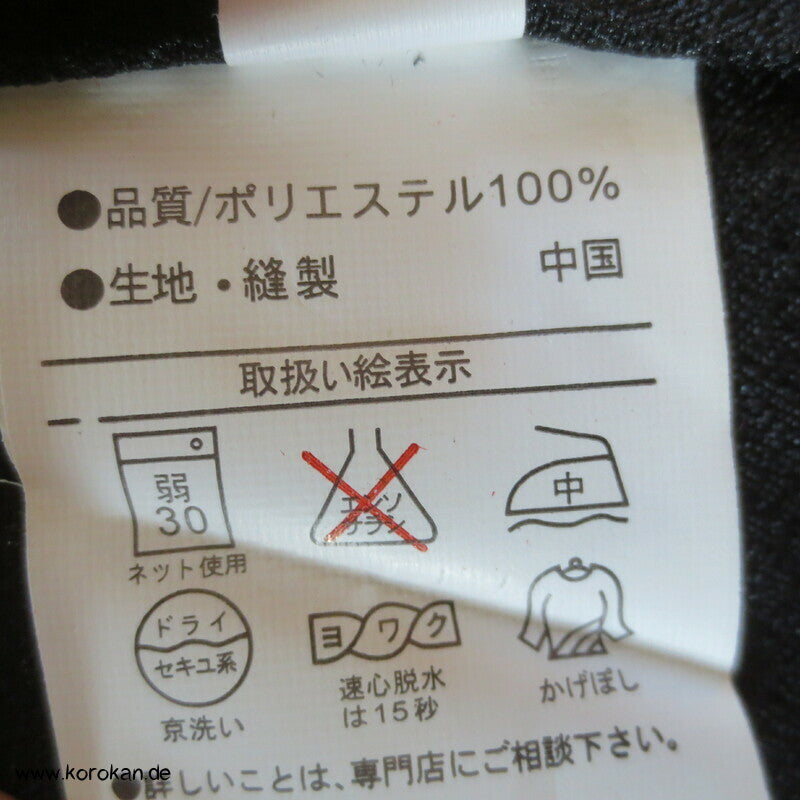 ●品質/ポリエステル100%
●生地・縫製 中国
取扱い絵表示
弱
30
ネット使用
エンソ
サラシ
中
ドライ
セキユ系
京洗い
ヨワク
速心脱水
は15秒
かげぼし
●詳しいことは、専門店にご相談下さい。
www.korokan.de